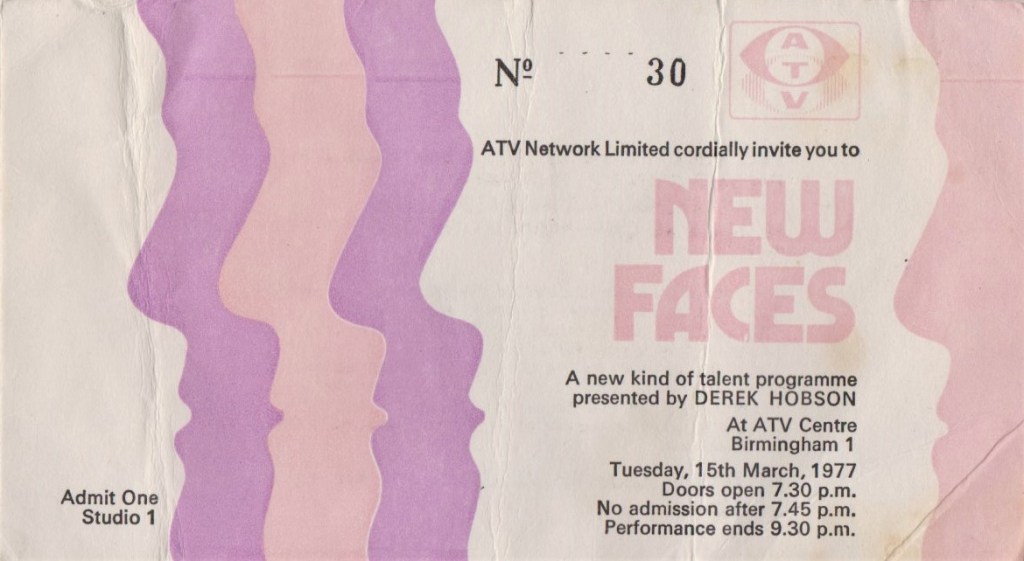 Nº 30
ATV
ATV Network Limited cordially invite you to
NEW
FACES
A new kind of talent programme
presented by DEREK HOBSON
At ATV Centre
Birmingham 1
Tuesday, 15th March, 1977
Doors open 7.30 p.m.
No admission after 7.45 p.m.
Performance ends 9.30 p.m.
Admit One
Studio 1